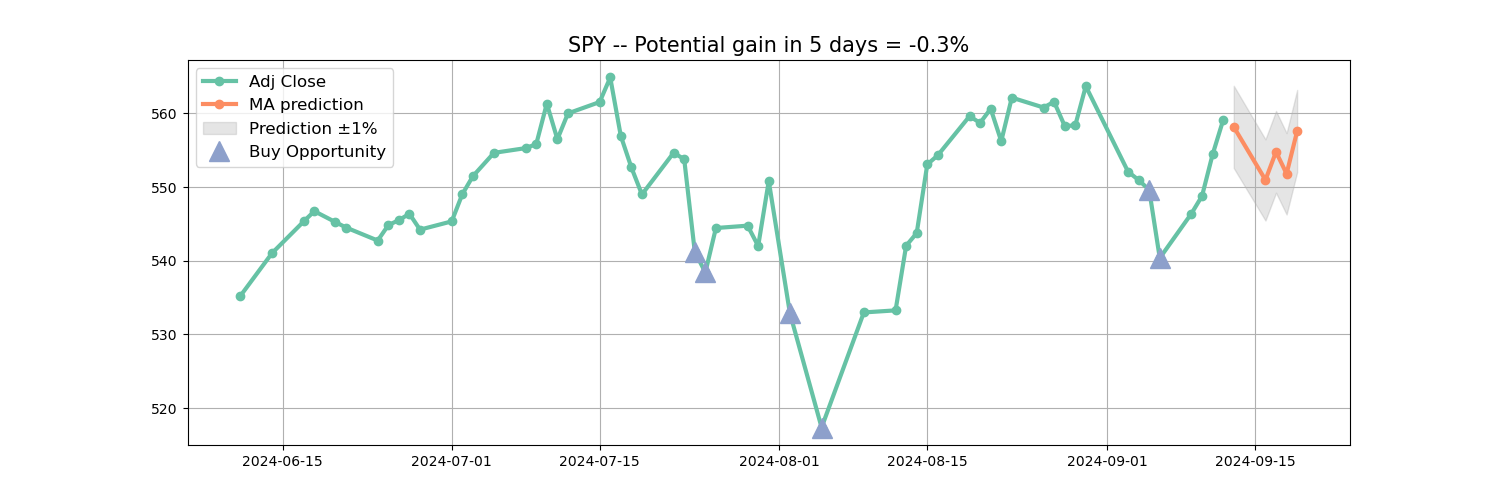 SPY -- Potential gain in 5 days = -0.3%
Adj Close
MA prediction
Prediction ±1%
Buy Opportunity
560
550
540
530
520
2024-06-15 2024-07-01 2024-07-15 2024-08-01 2024-08-15 2024-09-01 2024-09-15